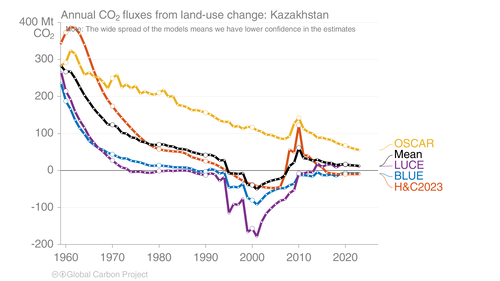 Annual CO₂ fluxes from land-use change: Kazakhstan
400 Mt
CO₂
Note: The wide spread of the models means we have lower confidence in the estimates
300
200
100
0
-100
-200
1960
1970
1980
1990
2000
2010
2020
OSCAR
Mean
LUCE
BLUE
H&C2023
Global Carbon Project